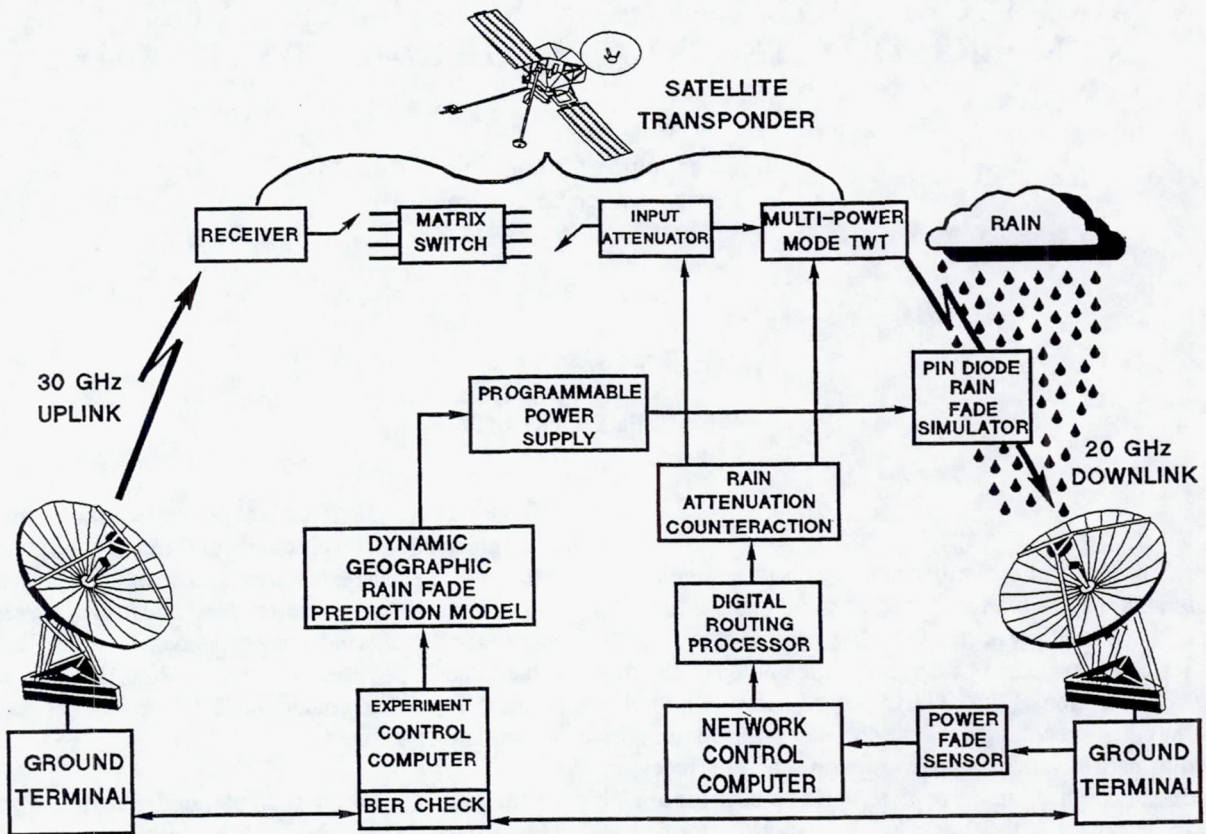 SATELLITE
TRANSPONDER
RECEIVER
MATRIX
SWITCH
INPUT
ATTENUATOR
MULTI-POWER
MODE TWT
RAIN
30 GHz
UPLINK
PROGRAMMABLE
POWER
SUPPLY
PIN DIODE
RAIN
FADE
SIMULATOR
20 GHz
DOWNLINK
RAIN
ATTENUATION
COUNTERACTION
DYNAMIC
GEOGRAPHIC
RAIN FADE
PREDICTION MODEL
DIGITAL
ROUTING
PROCESSOR
EXPERIMENT
CONTROL
COMPUTER
BER CHECK
NETWORK
CONTROL
COMPUTER
POWER
FADE
SENSOR
GROUND
TERMINAL
GROUND
TERMINAL